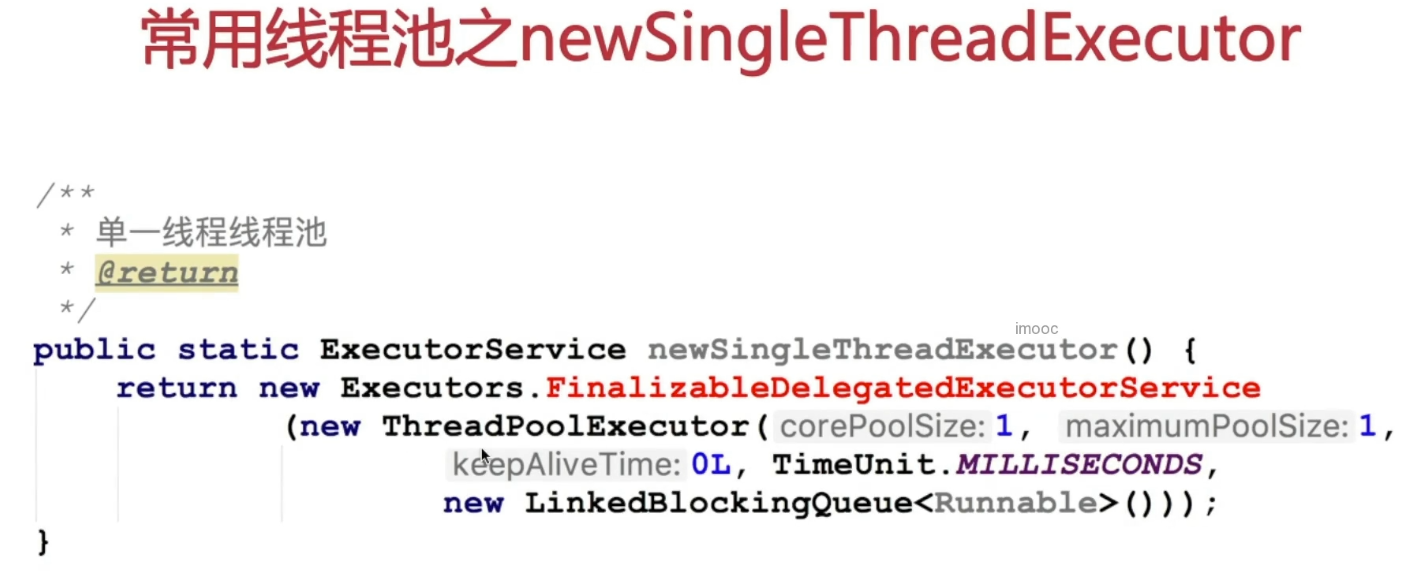 常用线程池之newSingleThreadExecutor
/**
* 单一线程线程池
* @return
*/
imooc
public static ExecutorService newSingleThreadExecutor() {
return new Executors.FinalizableDelegatedExecutorService
(new ThreadPoolExecutor( corePoolSize: 1, maximumPoolSize: 1,
keepAliveTime: 0L, TimeUnit.MILLISECONDS,
new LinkedBlockingQueue<Runnable>()));
}